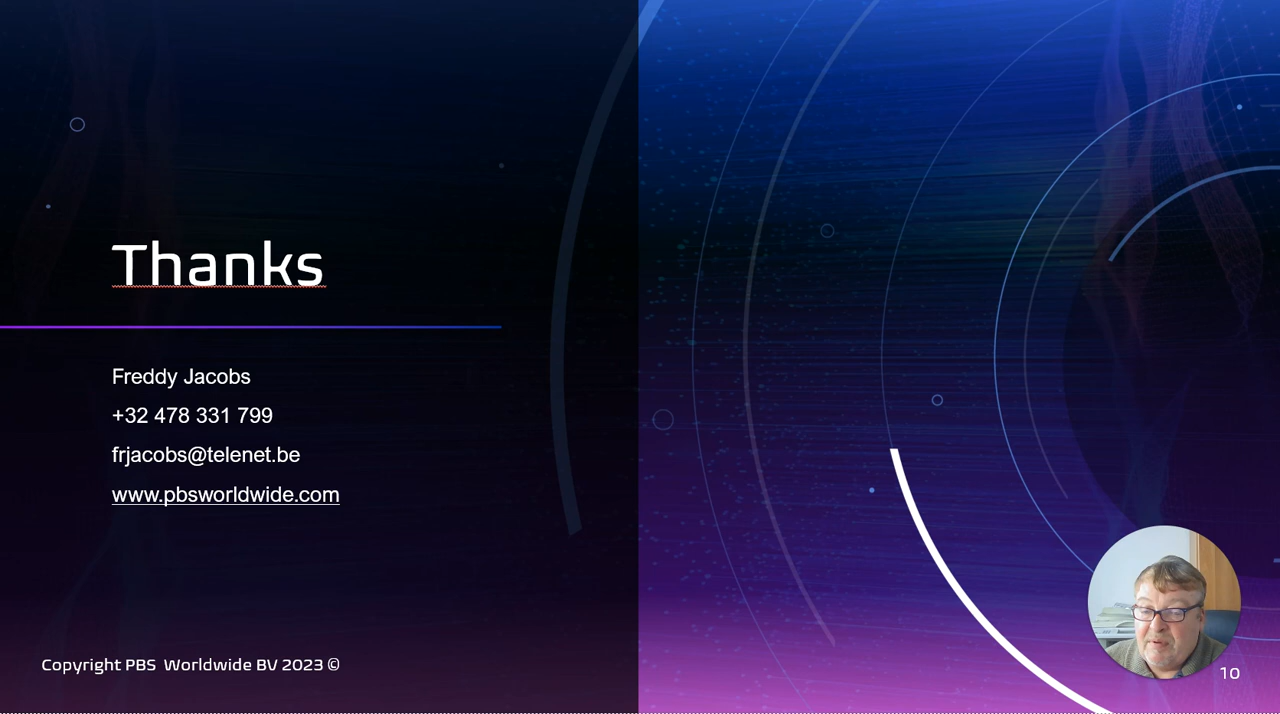 Thanks
Freddy Jacobs
+32 478 331 799
frjacobs@telenet.be
www.pbsworldwide.com
Copyright PBS Worldwide BV 2023 ©
10